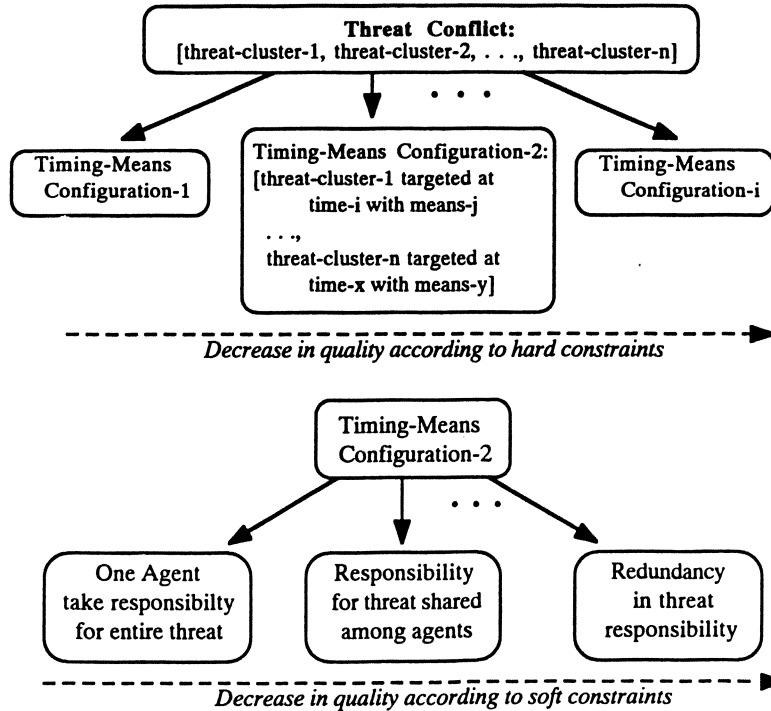 Threat Conflict:
[threat-cluster-1, threat-cluster-2, . . ., threat-cluster-n]
. . .
Timing-Means
Configuration-1
Timing-Means Configuration-2:
[threat-cluster-1 targeted at
time-i with means-j
. . .,
threat-cluster-n targeted at
time-x with means-y]
Timing-Means
Configuration-i
Decrease in quality according to hard constraints
Timing-Means
Configuration-2
. . .
One Agent
take responsibilty
for entire threat
Responsibility
for threat shared
among agents
Redundancy
in threat
responsibility
Decrease in quality according to soft constraints